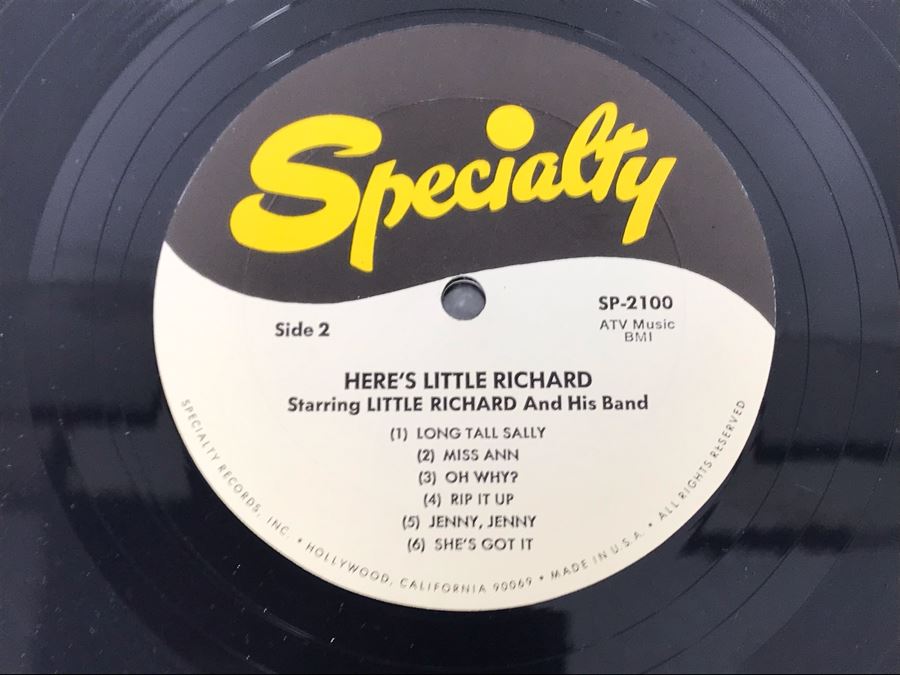 Specialty
Side 2
SP-2100
ATV Music
BMI
HERE'S LITTLE RICHARD
Starring LITTLE RICHARD And His Band
(1) LONG TALL SALLY
(2) MISS ANN
(3) OH WHY?
(4) RIP IT UP
(5) JENNY, JENNY
(6) SHE'S GOT IT
SPECIALTY RECORDS, INC. • HOLLYWOOD, CALIFORNIA 90069 • MADE IN U.S.A. • ALL RIGHTS RESERVED